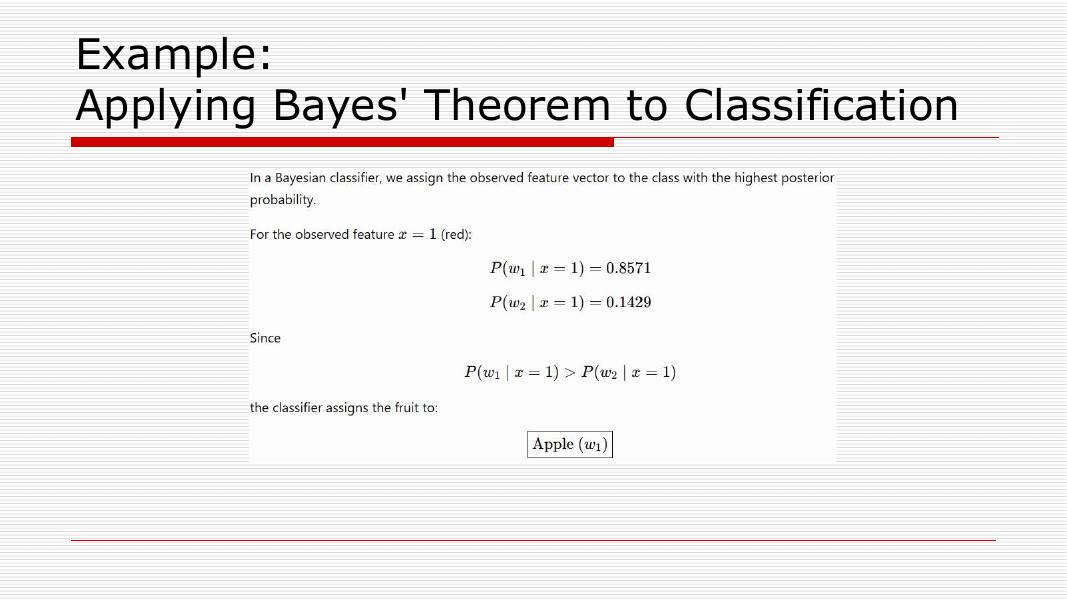 Example:
Applying Bayes' Theorem to Classification
In a Bayesian classifier, we assign the observed feature vector to the class with the highest posterior
probability.
For the observed feature x = 1 (red):
P(w₁ | x = 1) = 0.8571
P(w₂ | x = 1) = 0.1429
Since
P(w₁ | x = 1) > P(w₂ | x = 1)
the classifier assigns the fruit to:
Apple (w₁)